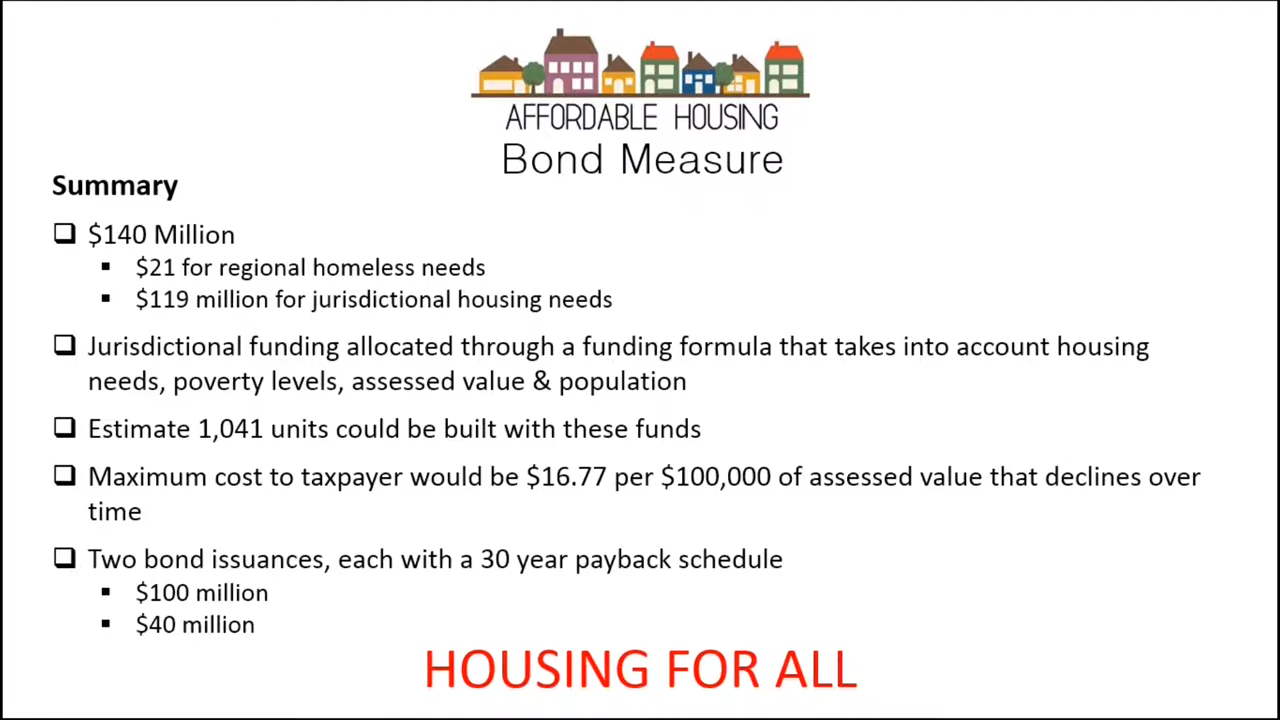 AFFORDABLE HOUSING
Bond Measure
Summary
❑ $140 Million
▪ $21 for regional homeless needs
▪ $119 million for jurisdictional housing needs
❑ Jurisdictional funding allocated through a funding formula that takes into account housing
needs, poverty levels, assessed value & population
❑ Estimate 1,041 units could be built with these funds
❑ Maximum cost to taxpayer would be $16.77 per $100,000 of assessed value that declines over
time
❑ Two bond issuances, each with a 30 year payback schedule
▪ $100 million
▪ $40 million
HOUSING FOR ALL